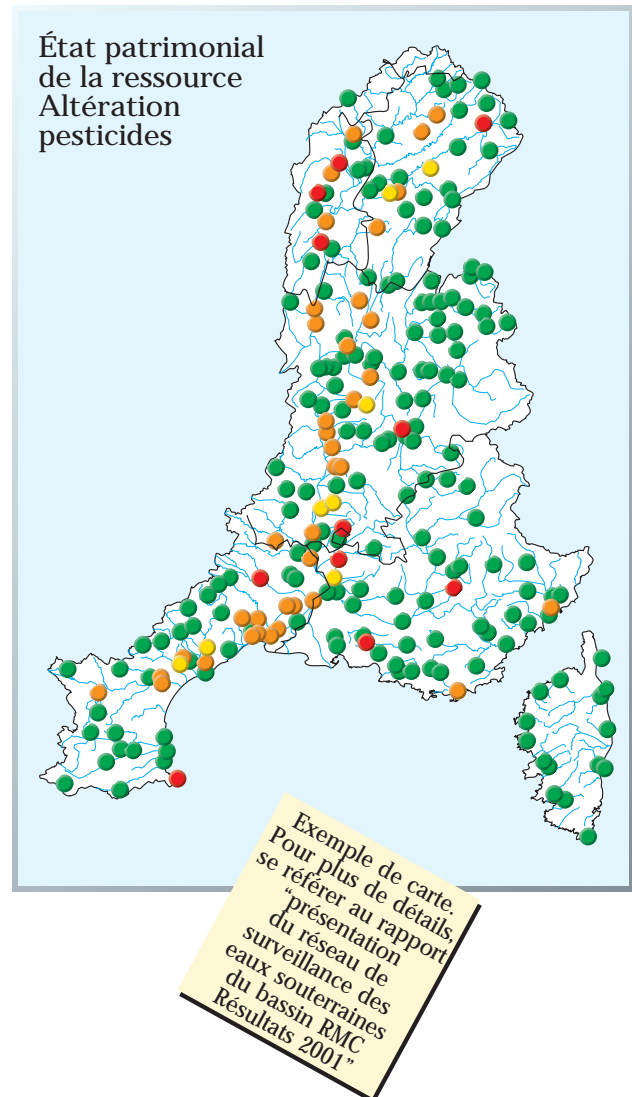 État patrimonial
de la ressource
Altération
pesticides
Exemple de carte.
Pour plus de détails,
se référer au rapport
“présentation
du réseau de
surveillance des
eaux souterraines
du bassin RMC
Résultats 2001”